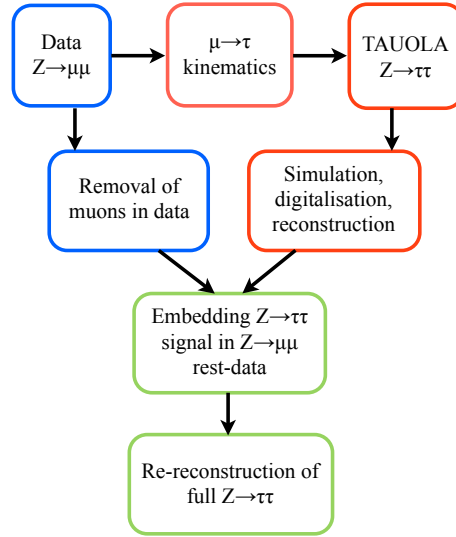 Data
Z→μμ
μ→τ
kinematics
TAUOLA
Z→ττ
Removal of
muons in data
Simulation,
digitalisation,
reconstruction
Embedding Z→ττ
signal in Z→μμ
rest-data
Re-reconstruction of
full Z→ττ